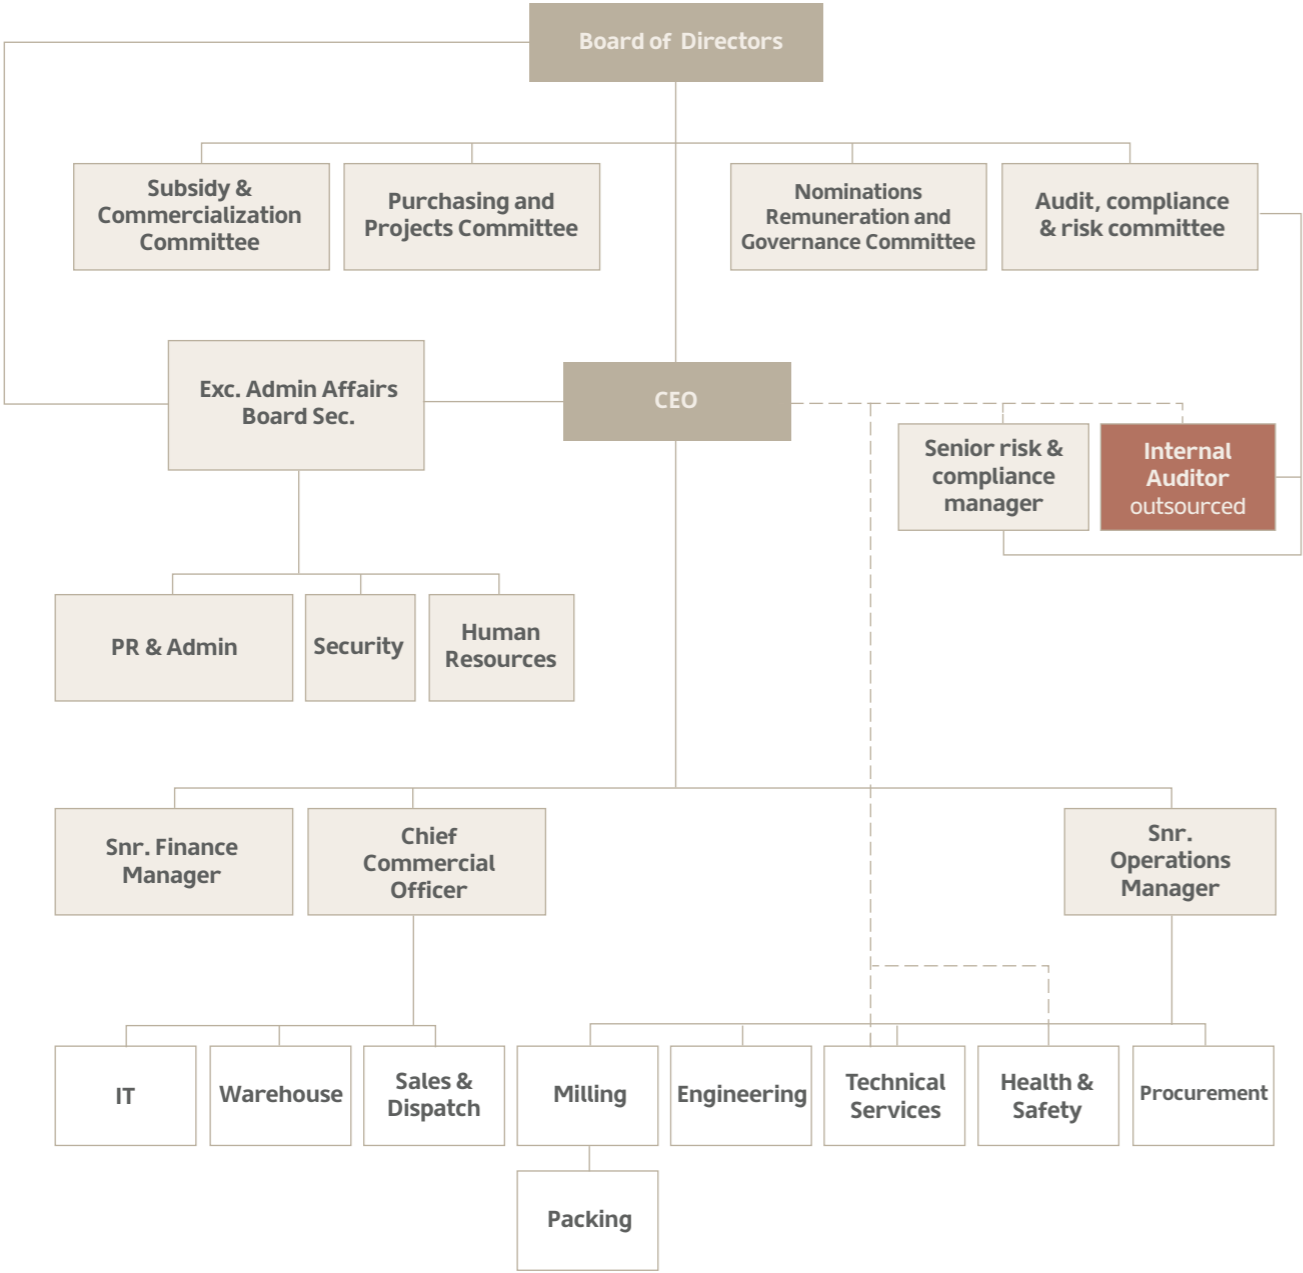 Board of Directors
Subsidy &
Commercialization
Committee
Purchasing and
Projects Committee
Nominations
Remuneration and
Governance Committee
Audit, compliance
& risk committee
Exc. Admin Affairs
Board Sec.
CEO
Senior risk &
compliance
manager
Internal
Auditor
outsourced
PR & Admin
Security
Human
Resources
Snr. Finance
Manager
Chief
Commercial
Officer
Snr.
Operations
Manager
IT
Warehouse
Sales &
Dispatch
Milling
Engineering
Technical
Services
Health &
Safety
Procurement
Packing